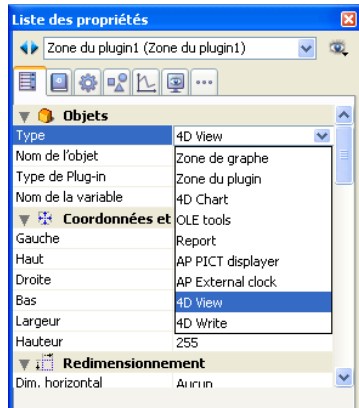 Liste des propriétés
Zone du plugin1 (Zone du plugin1)
Objets
Type 4D View
Nom de l'objet
Type de Plug-in
Nom de la variable
Zone de graphe
Zone du plugin
4D Chart
OLE tools
Report
AP PICT displayer
AP External clock
4D View
4D Write
Coordonnées et
Gauche
Haut
Droite
Bas
Largeur
Hauteur 255
Redimensionnement
Dim. horizontal Aucun